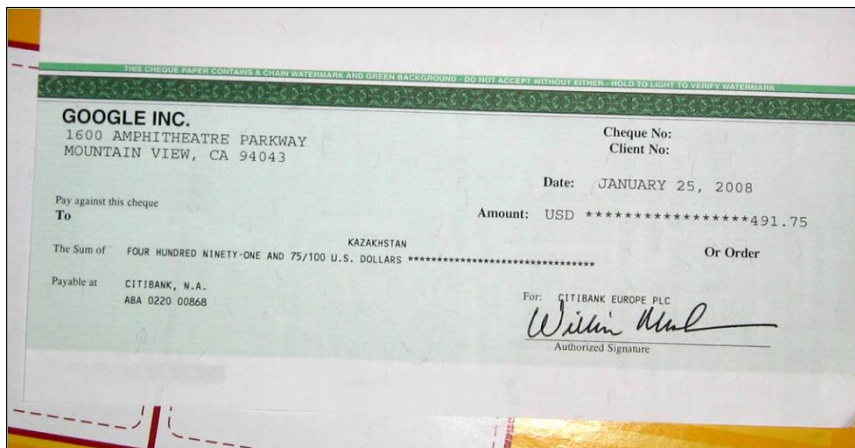 THIS CHEQUE PAPER CONTAINS A CHAIN WATERMARK AND GREEN BACKGROUND - DO NOT ACCEPT WITHOUT EITHER - HOLD TO LIGHT TO VERIFY WATERMARK
GOOGLE INC.
1600 AMPHITHEATRE PARKWAY
MOUNTAIN VIEW, CA 94043
Cheque No:
Client No:
Date: JANUARY 25, 2008
Pay against this cheque
To
Amount: USD *****************491.75
KAZAKHSTAN
The Sum of FOUR HUNDRED NINETY-ONE AND 75/100 U.S. DOLLARS ********************************
Or Order
Payable at CITIBANK, N.A.
ABA 0220 00868
For: CITIBANK EUROPE PLC
Authorized Signature